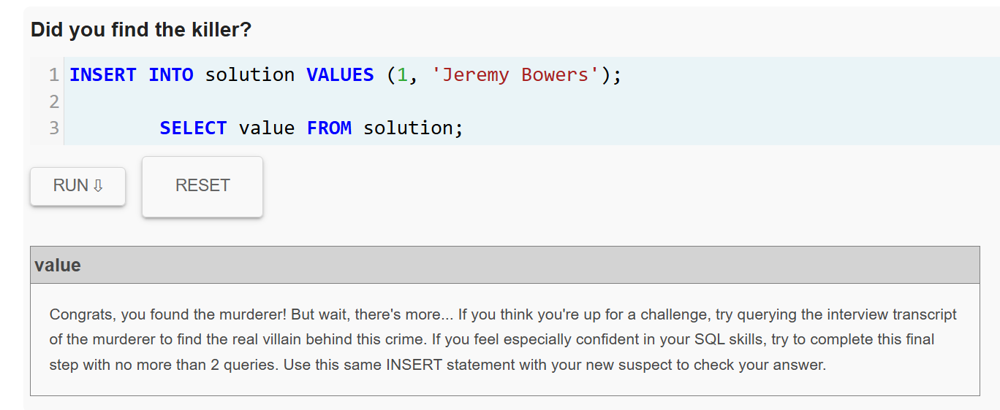 Did you find the killer?
1 INSERT INTO solution VALUES (1, 'Jeremy Bowers');
2
3 SELECT value FROM solution;
RUN ⇩ RESET
value
Congrats, you found the murderer! But wait, there's more... If you think you're up for a challenge, try querying the interview transcript
of the murderer to find the real villain behind this crime. If you feel especially confident in your SQL skills, try to complete this final
step with no more than 2 queries. Use this same INSERT statement with your new suspect to check your answer.